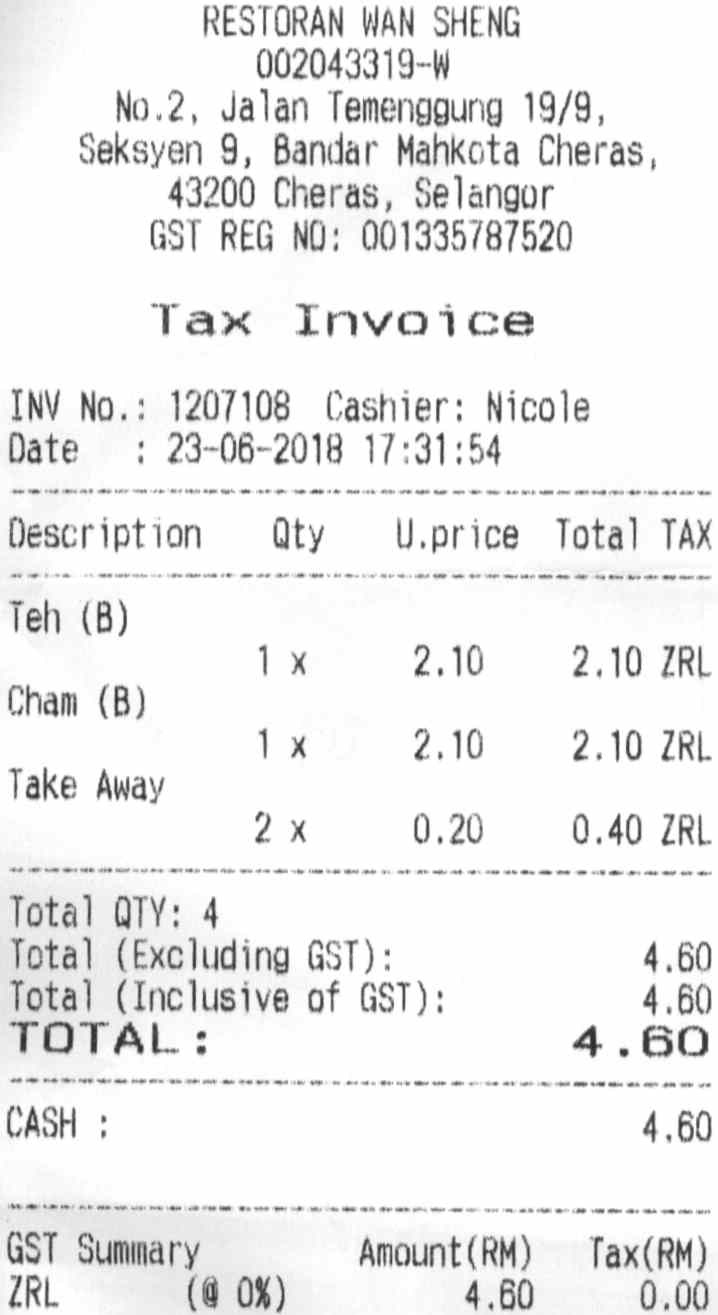 RESTORAN WAN SHENG
002043319-W
No.2, Jalan Temenggung 19/9,
Seksyen 9, Bandar Mahkota Cheras,
43200 Cheras, Selangor
GST REG NO: 001335787520
Tax Invoice
INV No.: 1207108 Cashier: Nicole
Date : 23-06-2018 17:31:54
Description Qty U.price Total TAX
Teh (B)
1 x 2.10 2.10 ZRL
Cham (B)
1 x 2.10 2.10 ZRL
Take Away
2 x 0.20 0.40 ZRL
Total QTY: 4
Total (Excluding GST): 4.60
Total (Inclusive of GST): 4.60
TOTAL: 4.60
CASH : 4.60
GST Summary Amount(RM) Tax(RM)
ZRL (@ 0%) 4.60 0.00